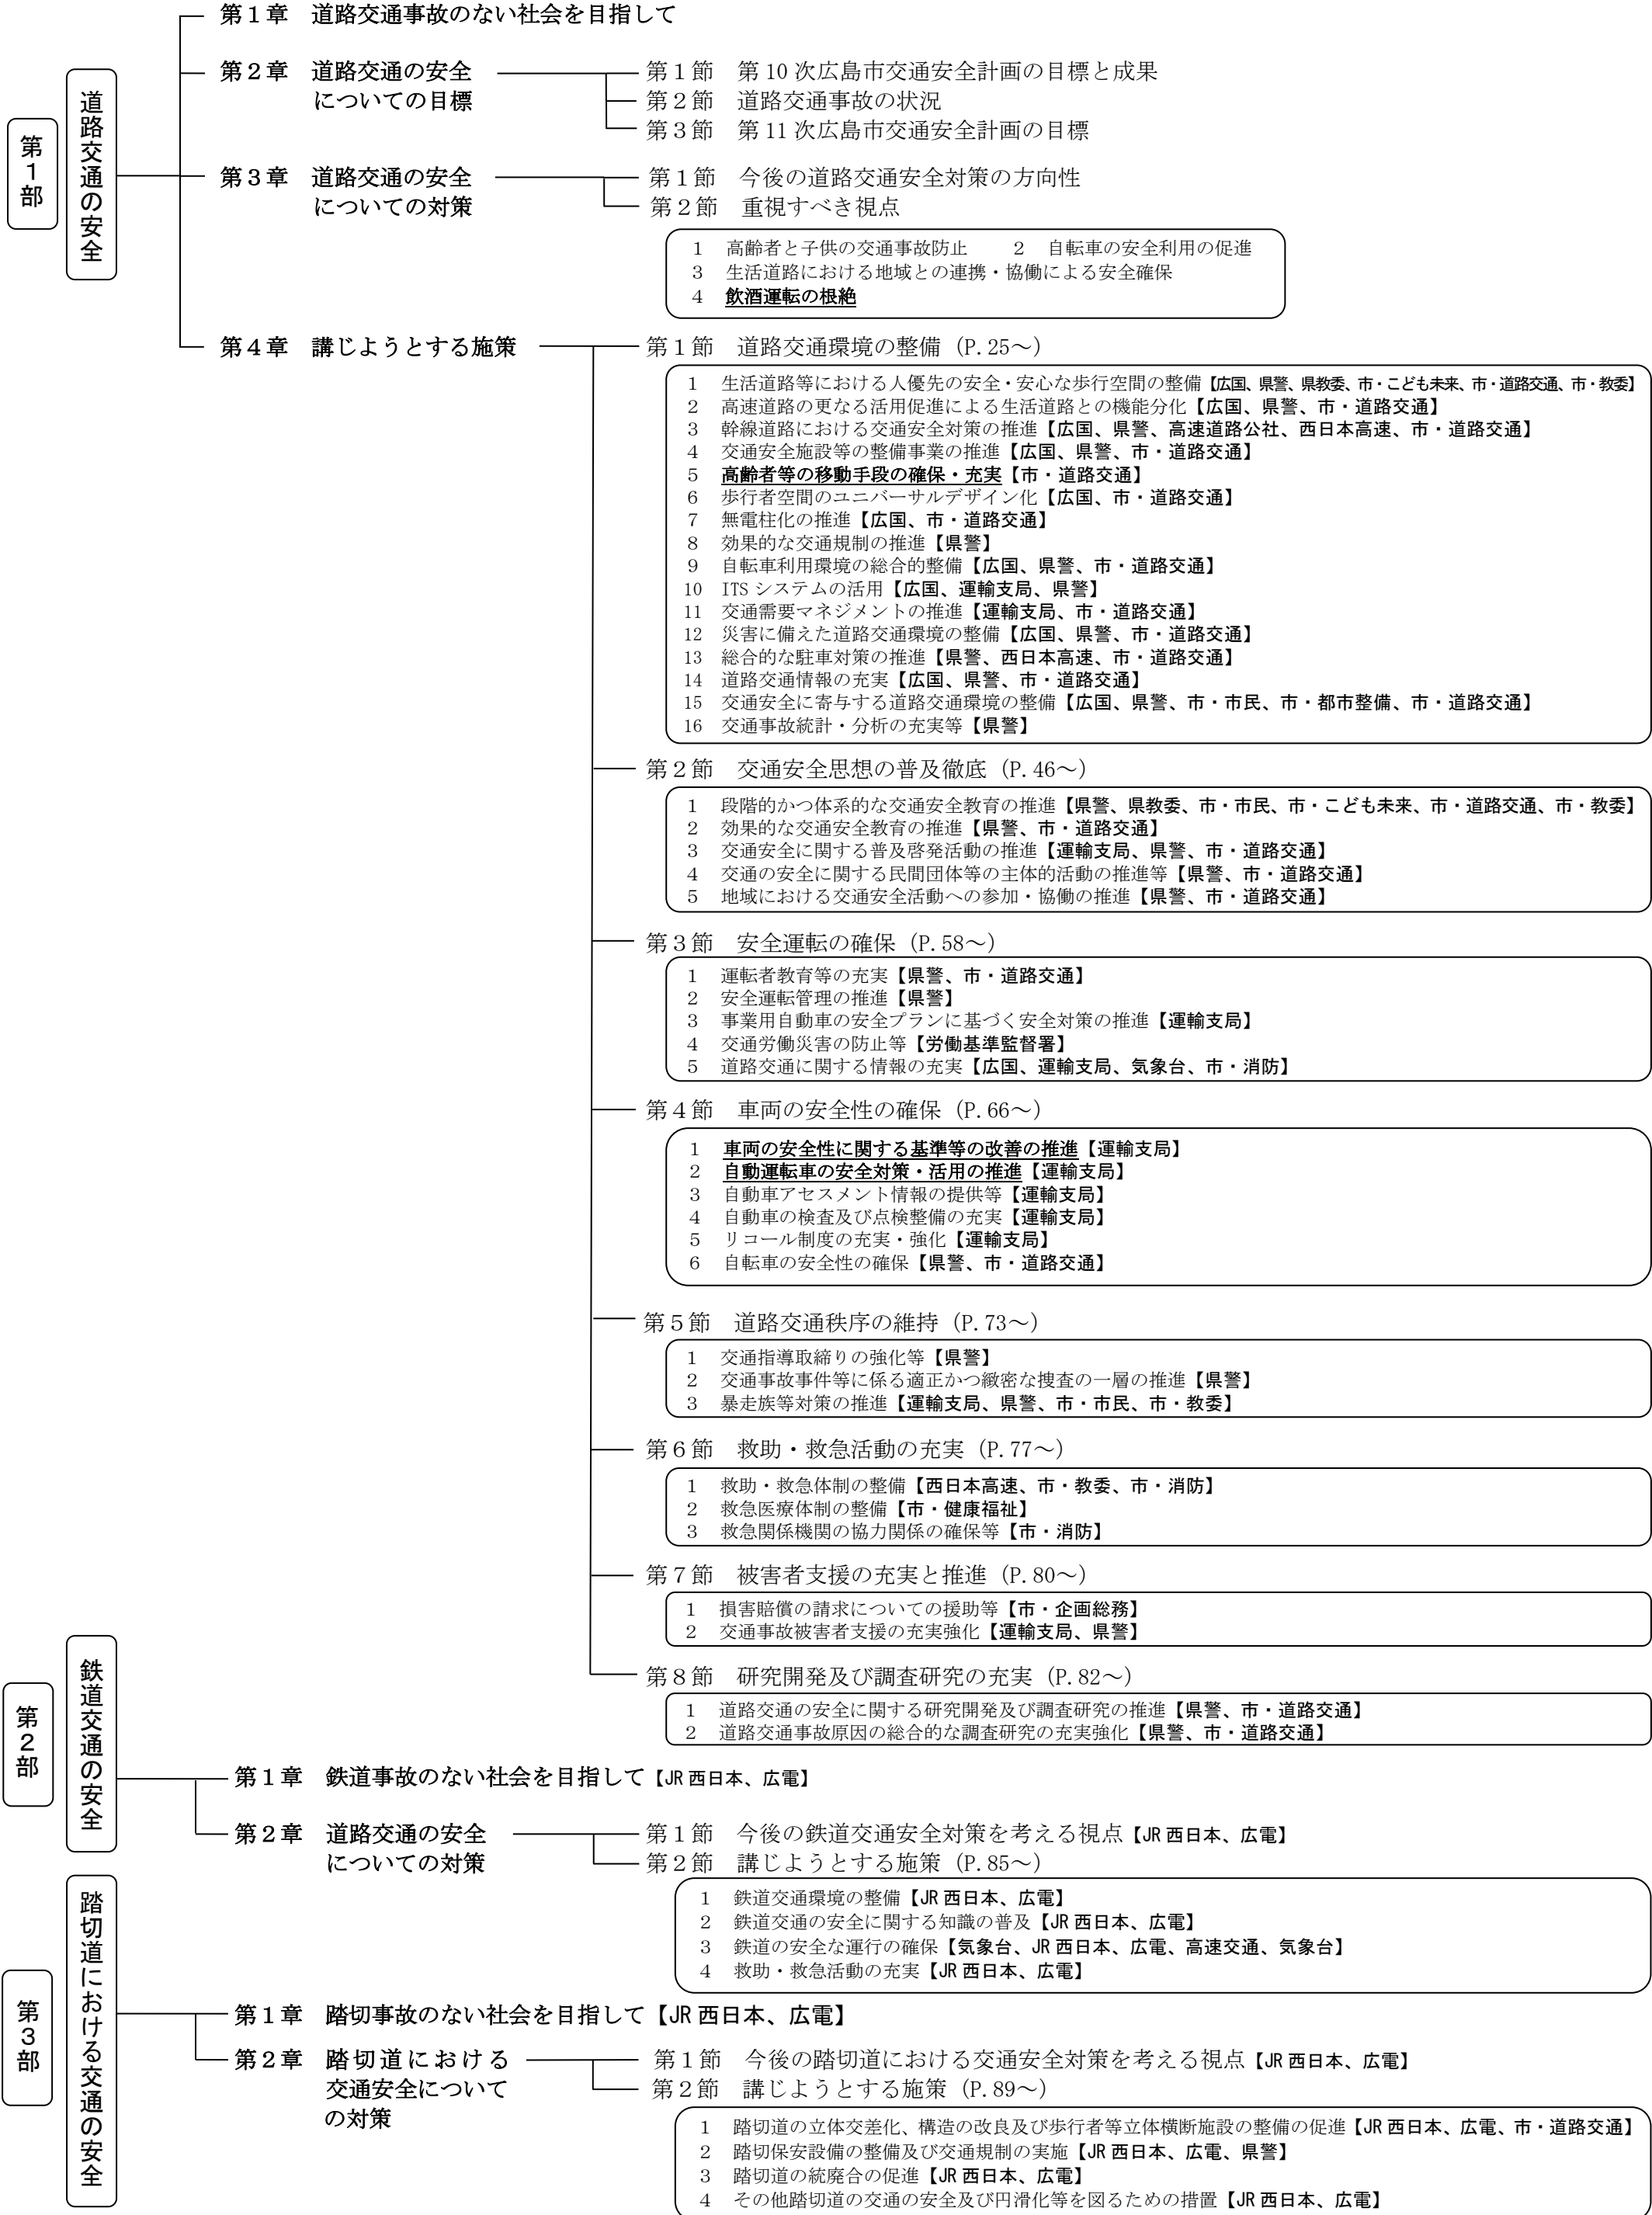 第1部
道路交通の安全
第１章　道路交通事故のない社会を目指して
第２章　道路交通の安全
についての目標
第１節　第10次広島市交通安全計画の目標と成果
第２節　道路交通事故の状況
第３節　第11次広島市交通安全計画の目標
第３章　道路交通の安全
についての対策
第１節　今後の道路交通安全対策の方向性
第２節　重視すべき視点
1　高齢者と子供の交通事故防止　　2　自転車の安全利用の促進
3　生活道路における地域との連携・協働による安全確保
4　飲酒運転の根絶
第４章　講じようとする施策
第１節　道路交通環境の整備（P.25～）
1　生活道路等における人優先の安全・安心な歩行空間の整備【広国、県警、県教委、市・こども未来、市・道路交通、市・教委】
2　高速道路の更なる活用促進による生活道路との機能分化【広国、県警、市・道路交通】
3　幹線道路における交通安全対策の推進【広国、県警、高速道路公社、西日本高速、市・道路交通】
4　交通安全施設等の整備事業の推進【広国、県警、市・道路交通】
5　高齢者等の移動手段の確保・充実【市・道路交通】
6　歩行者空間のユニバーサルデザイン化【広国、市・道路交通】
7　無電柱化の推進【広国、市・道路交通】
8　効果的な交通規制の推進【県警】
9　自転車利用環境の総合的整備【広国、県警、市・道路交通】
10　ITSシステムの活用【広国、運輸支局、県警】
11　交通需要マネジメントの推進【運輸支局、市・道路交通】
12　災害に備えた道路交通環境の整備【広国、県警、市・道路交通】
13　総合的な駐車対策の推進【県警、西日本高速、市・道路交通】
14　道路交通情報の充実【広国、県警、市・道路交通】
15　交通安全に寄与する道路交通環境の整備【広国、県警、市・市民、市・都市整備、市・道路交通】
16　交通事故統計・分析の充実等【県警】
第２節　交通安全思想の普及徹底（P.46～）
1　段階的かつ体系的な交通安全教育の推進【県警、県教委、市・市民、市・こども未来、市・道路交通、市・教委】
2　効果的な交通安全教育の推進【県警、市・道路交通】
3　交通安全に関する普及啓発活動の推進【運輸支局、県警、市・道路交通】
4　交通の安全に関する民間団体等の主体的活動の推進等【県警、市・道路交通】
5　地域における交通安全活動への参加・協働の推進【県警、市・道路交通】
第３節　安全運転の確保（P.58～）
1　運転者教育等の充実【県警、市・道路交通】
2　安全運転管理の推進【県警】
3　事業用自動車の安全プランに基づく安全対策の推進【運輸支局】
4　交通労働災害の防止等【労働基準監督署】
5　道路交通に関する情報の充実【広国、運輸支局、気象台、市・消防】
第４節　車両の安全性の確保（P.66～）
1　車両の安全性に関する基準等の改善の推進【運輸支局】
2　自動運転車の安全対策・活用の推進【運輸支局】
3　自動車アセスメント情報の提供等【運輸支局】
4　自動車の検査及び点検整備の充実【運輸支局】
5　リコール制度の充実・強化【運輸支局】
6　自転車の安全性の確保【県警、市・道路交通】
第５節　道路交通秩序の維持（P.73～）
1　交通指導取締りの強化等【県警】
2　交通事故事件等に係る適正かつ緻密な捜査の一層の推進【県警】
3　暴走族等対策の推進【運輸支局、県警、市・市民、市・教委】
第６節　救助・救急活動の充実（P.77～）
1　救助・救急体制の整備【西日本高速、市・教委、市・消防】
2　救急医療体制の整備【市・健康福祉】
3　救急関係機関の協力関係の確保等【市・消防】
第７節　被害者支援の充実と推進（P.80～）
1　損害賠償の請求についての援助等【市・企画総務】
2　交通事故被害者支援の充実強化【運輸支局、県警】
第８節　研究開発及び調査研究の充実（P.82～）
1　道路交通の安全に関する研究開発及び調査研究の推進【県警、市・道路交通】
2　道路交通事故原因の総合的な調査研究の充実強化【県警、市・道路交通】
第2部
鉄道交通の安全
第１章　鉄道事故のない社会を目指して【JR西日本、広電】
第２章　道路交通の安全
についての対策
第１節　今後の鉄道交通安全対策を考える視点【JR西日本、広電】
第２節　講じようとする施策（P.85～）
1　鉄道交通環境の整備【JR西日本、広電】
2　鉄道交通の安全に関する知識の普及【JR西日本、広電】
3　鉄道の安全な運行の確保【気象台、JR西日本、広電、高速交通、気象台】
4　救助・救急活動の充実【JR西日本、広電】
第3部
踏切道における交通の安全
第１章　踏切事故のない社会を目指して【JR西日本、広電】
第２章　踏切道における
交通安全について
の対策
第１節　今後の踏切道における交通安全対策を考える視点【JR西日本、広電】
第２節　講じようとする施策（P.89～）
1　踏切道の立体交差化、構造の改良及び歩行者等立体横断施設の整備の促進【JR西日本、広電、市・道路交通】
2　踏切保安設備の整備及び交通規制の実施【JR西日本、広電、県警】
3　踏切道の統廃合の促進【JR西日本、広電】
4　その他踏切道の交通の安全及び円滑化等を図るための措置【JR西日本、広電】